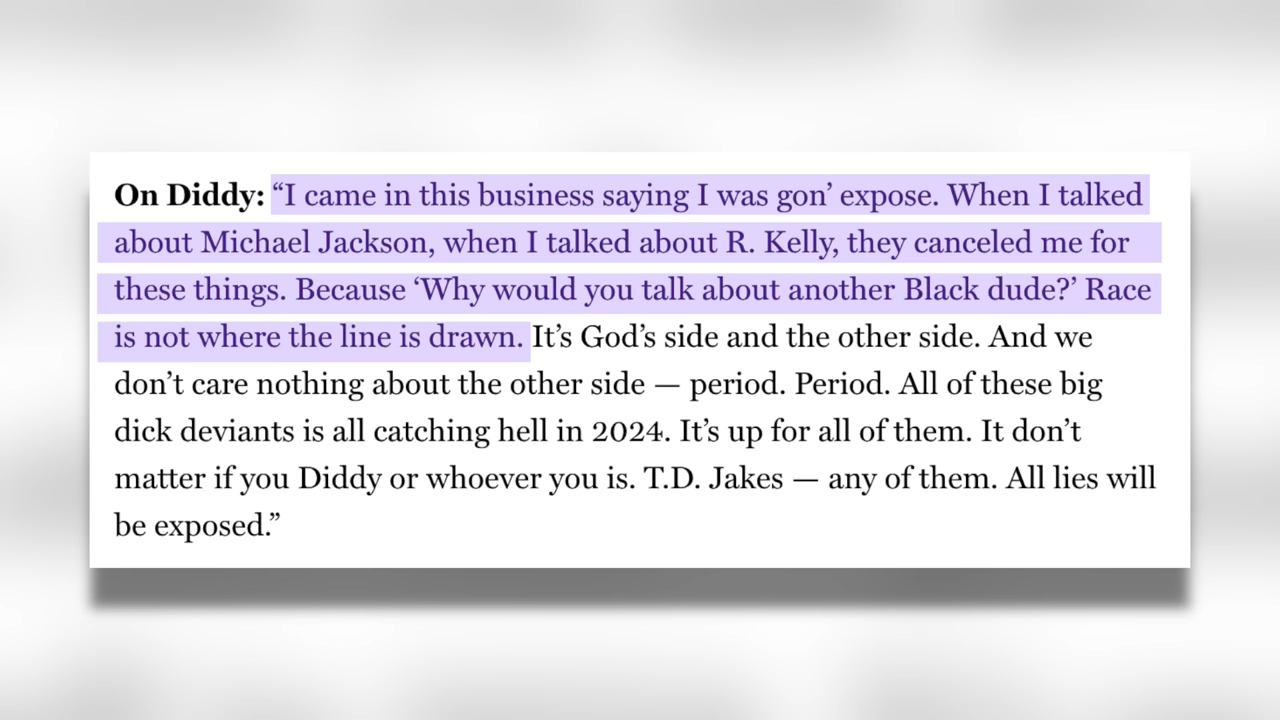 On Diddy: “I came in this business saying I was gon’ expose. When I talked
about Michael Jackson, when I talked about R. Kelly, they canceled me for
these things. Because ‘Why would you talk about another Black dude?’ Race
is not where the line is drawn. It’s God’s side and the other side. And we
don’t care nothing about the other side — period. Period. All of these big
dick deviants is all catching hell in 2024. It’s up for all of them. It don’t
matter if you Diddy or whoever you is. T.D. Jakes — any of them. All lies will
be exposed.”